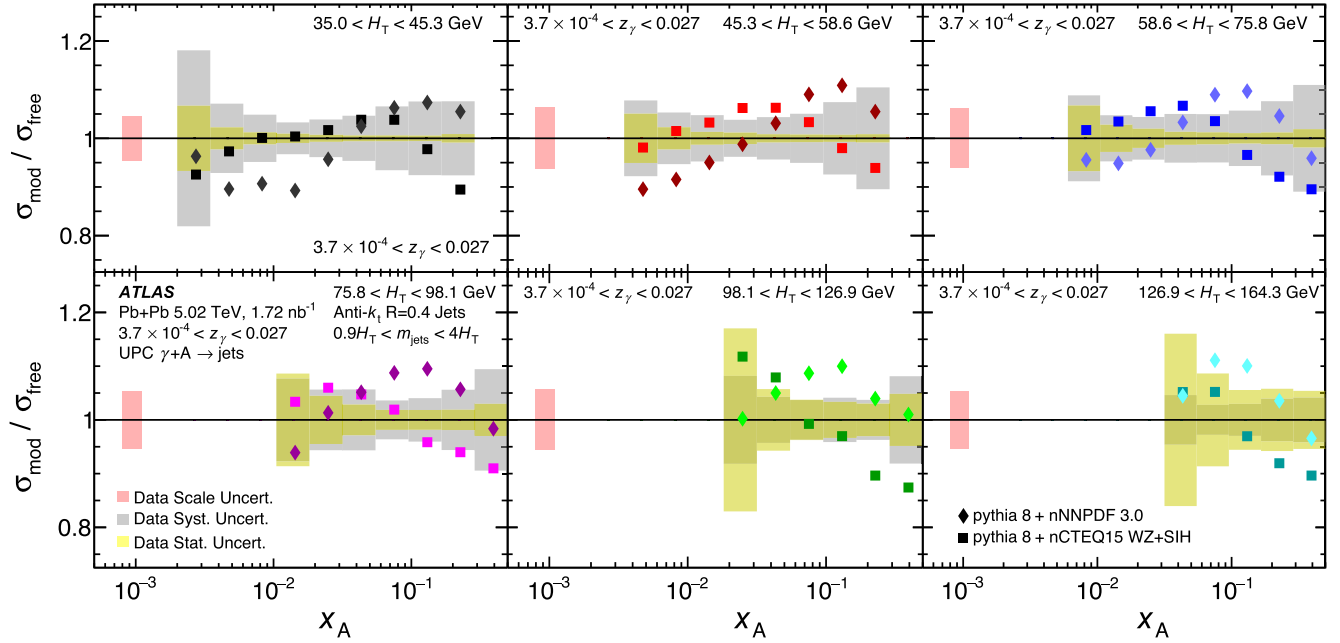 35.0 < H_T < 45.3 GeV
3.7 × 10⁻⁴ < z_γ < 0.027
3.7 × 10⁻⁴ < z_γ < 0.027 45.3 < H_T < 58.6 GeV
3.7 × 10⁻⁴ < z_γ < 0.027 58.6 < H_T < 75.8 GeV
σ_mod / σ_free
1.2
1
0.8
ATLAS 75.8 < H_T < 98.1 GeV
Pb+Pb 5.02 TeV, 1.72 nb⁻¹ Anti-k_t R=0.4 Jets
3.7 × 10⁻⁴ < z_γ < 0.027 0.9H_T < m_jets < 4H_T
UPC γ+A → jets
Data Scale Uncert.
Data Syst. Uncert.
Data Stat. Uncert.
3.7 × 10⁻⁴ < z_γ < 0.027 98.1 < H_T < 126.9 GeV
3.7 × 10⁻⁴ < z_γ < 0.027 126.9 < H_T < 164.3 GeV
pythia 8 + nNNPDF 3.0
pythia 8 + nCTEQ15 WZ+SIH
σ_mod / σ_free
1.2
1
0.8
10⁻³ 10⁻² 10⁻¹ 10⁻³ 10⁻² 10⁻¹ 10⁻³ 10⁻² 10⁻¹
x_A x_A x_A